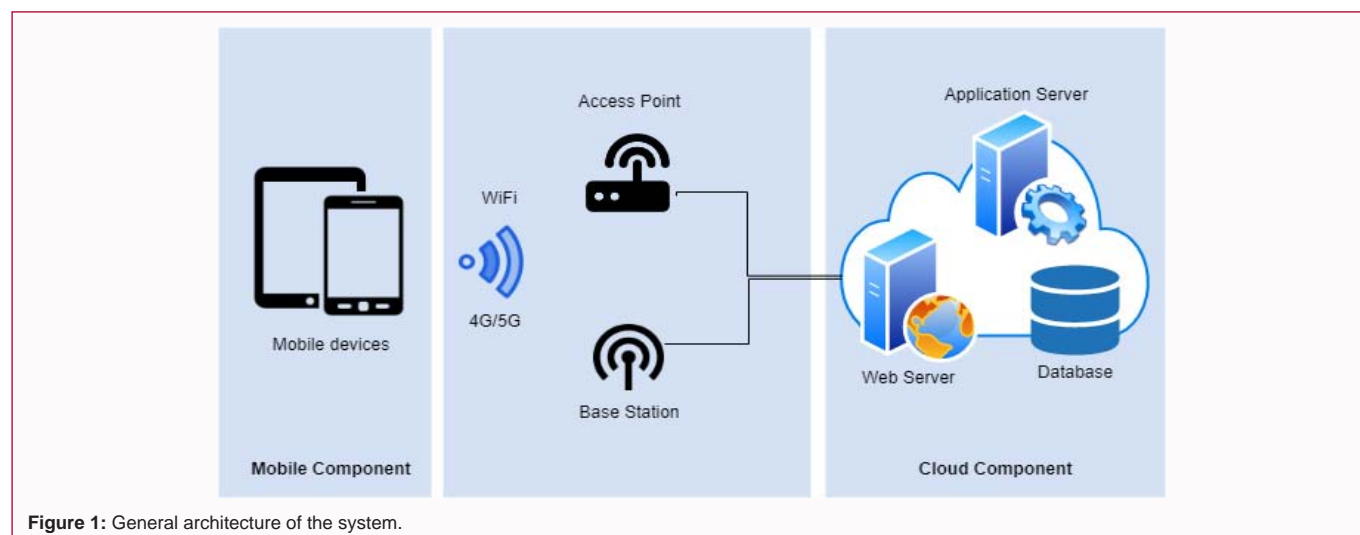 Mobile devices
Mobile Component
Access Point
WiFi
4G/5G
Base Station
Application Server
Web Server
Database
Cloud Component
Figure 1: General architecture of the system.